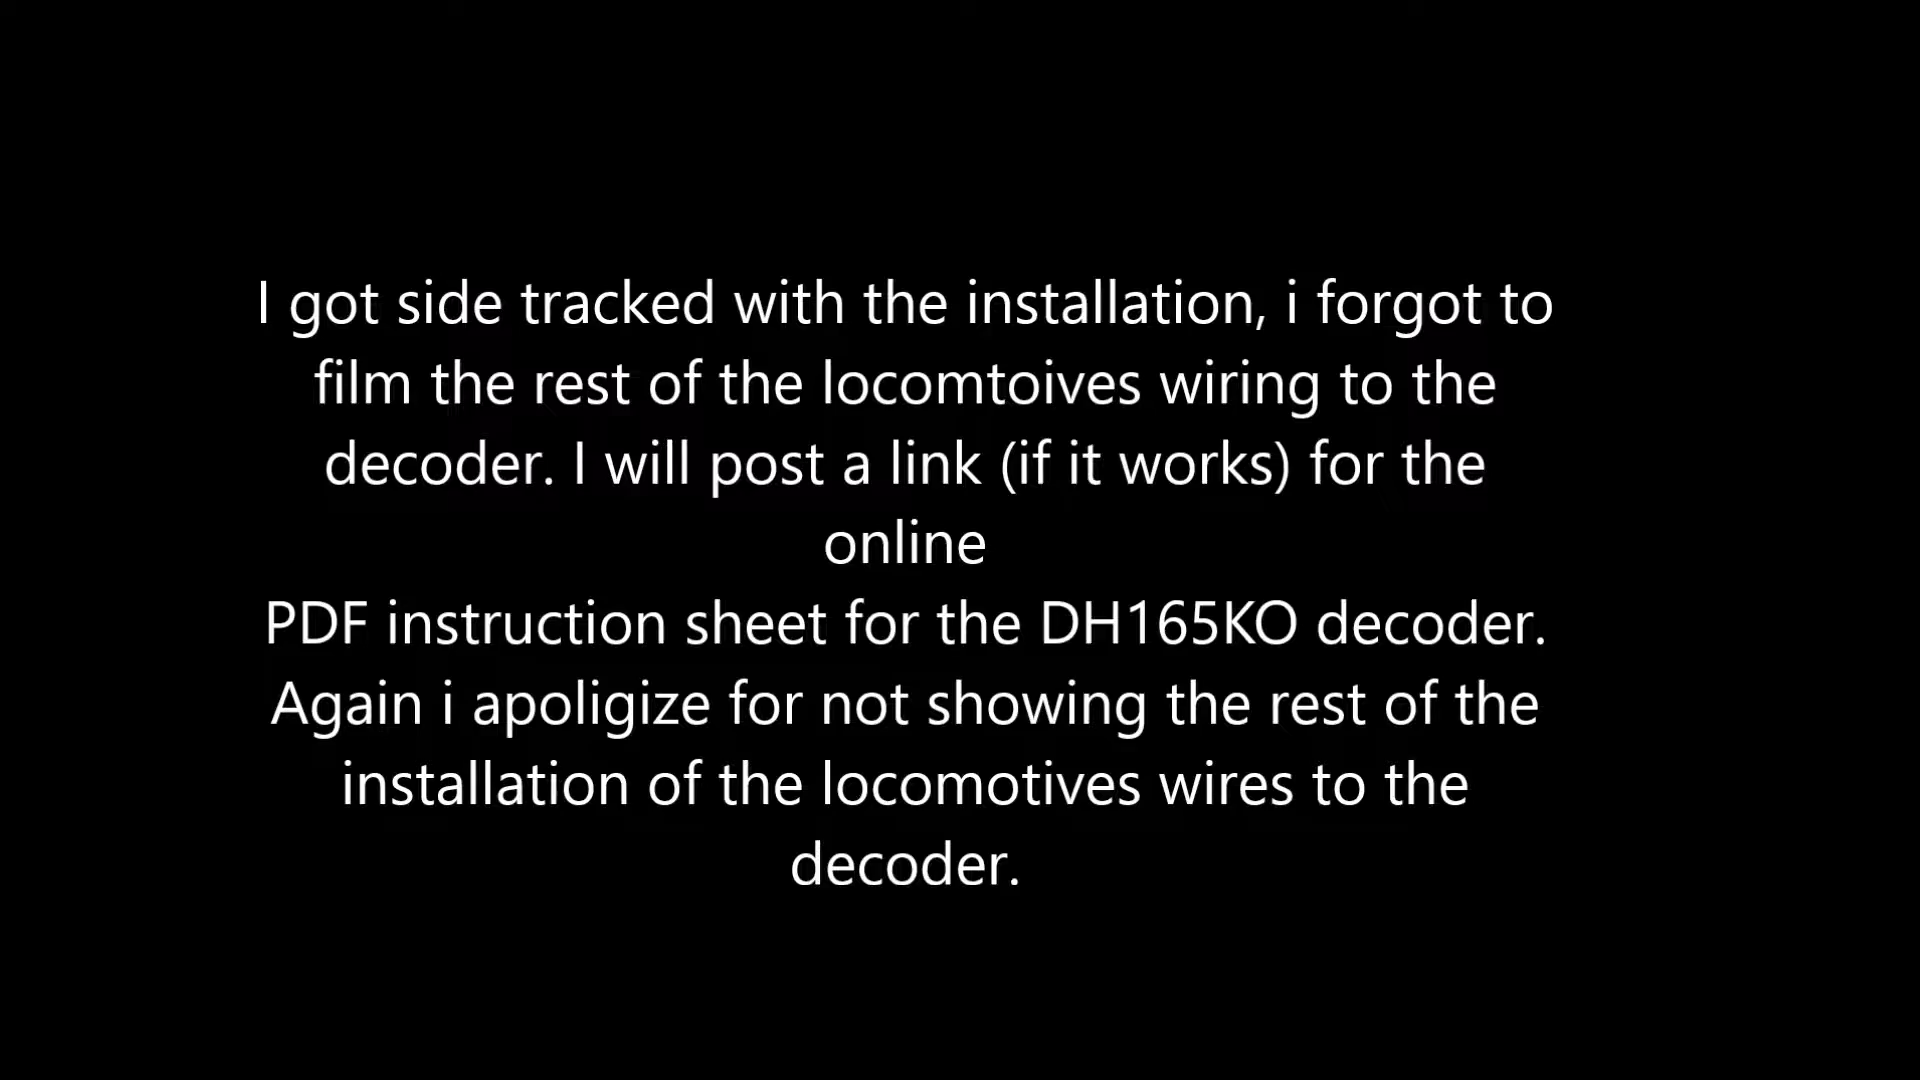 I got side tracked with the installation, i forgot to
film the rest of the locomtoives wiring to the
decoder. I will post a link (if it works) for the
online
PDF instruction sheet for the DH165KO decoder.
Again i apoligize for not showing the rest of the
installation of the locomotives wires to the
decoder.